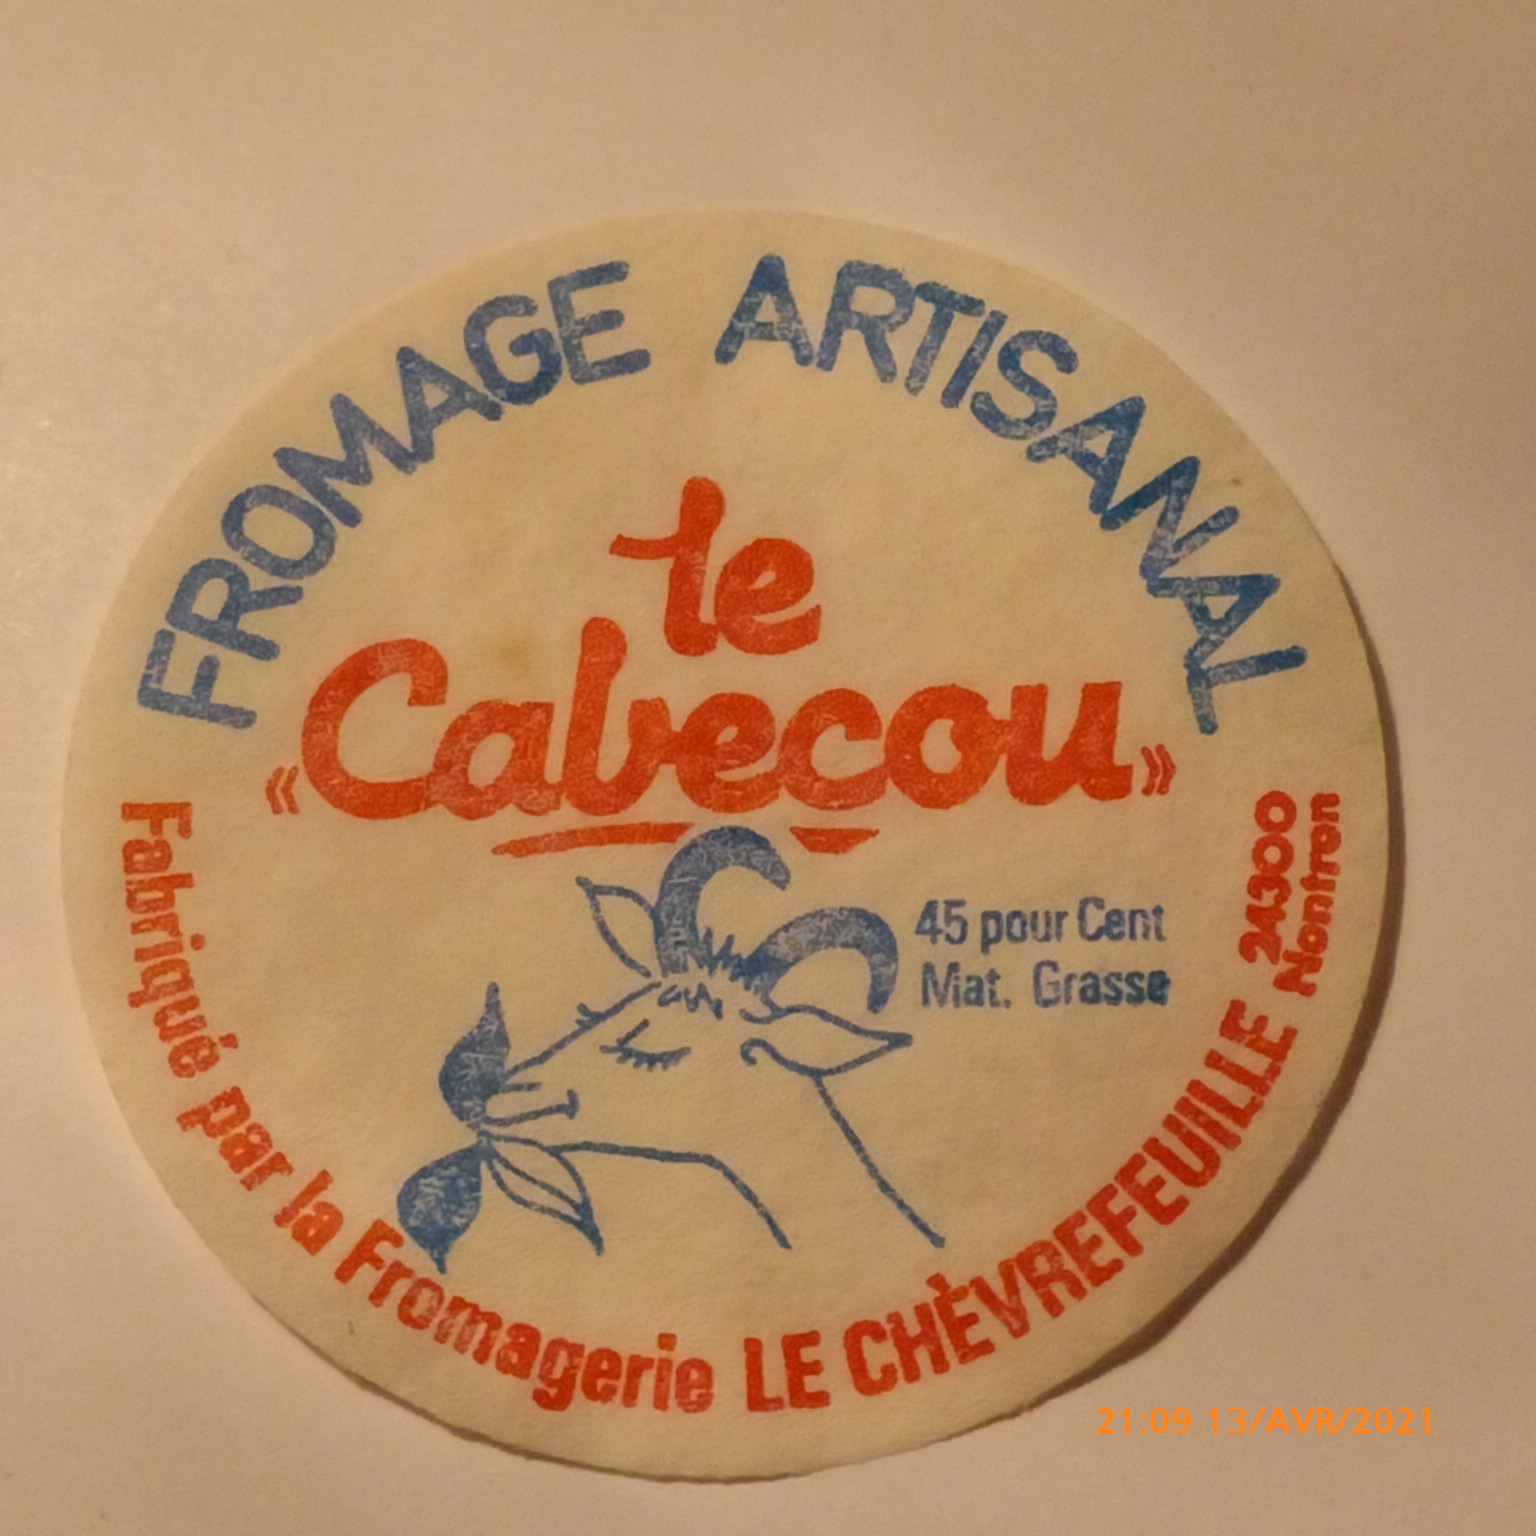 FROMAGE ARTISANAL
le
« Cabecou »
45 pour Cent
Mat. Grasse
Fabriqué par la Fromagerie LE CHÈVREFEUILLE 24300
Nontron
21:09 13/AVR/2021